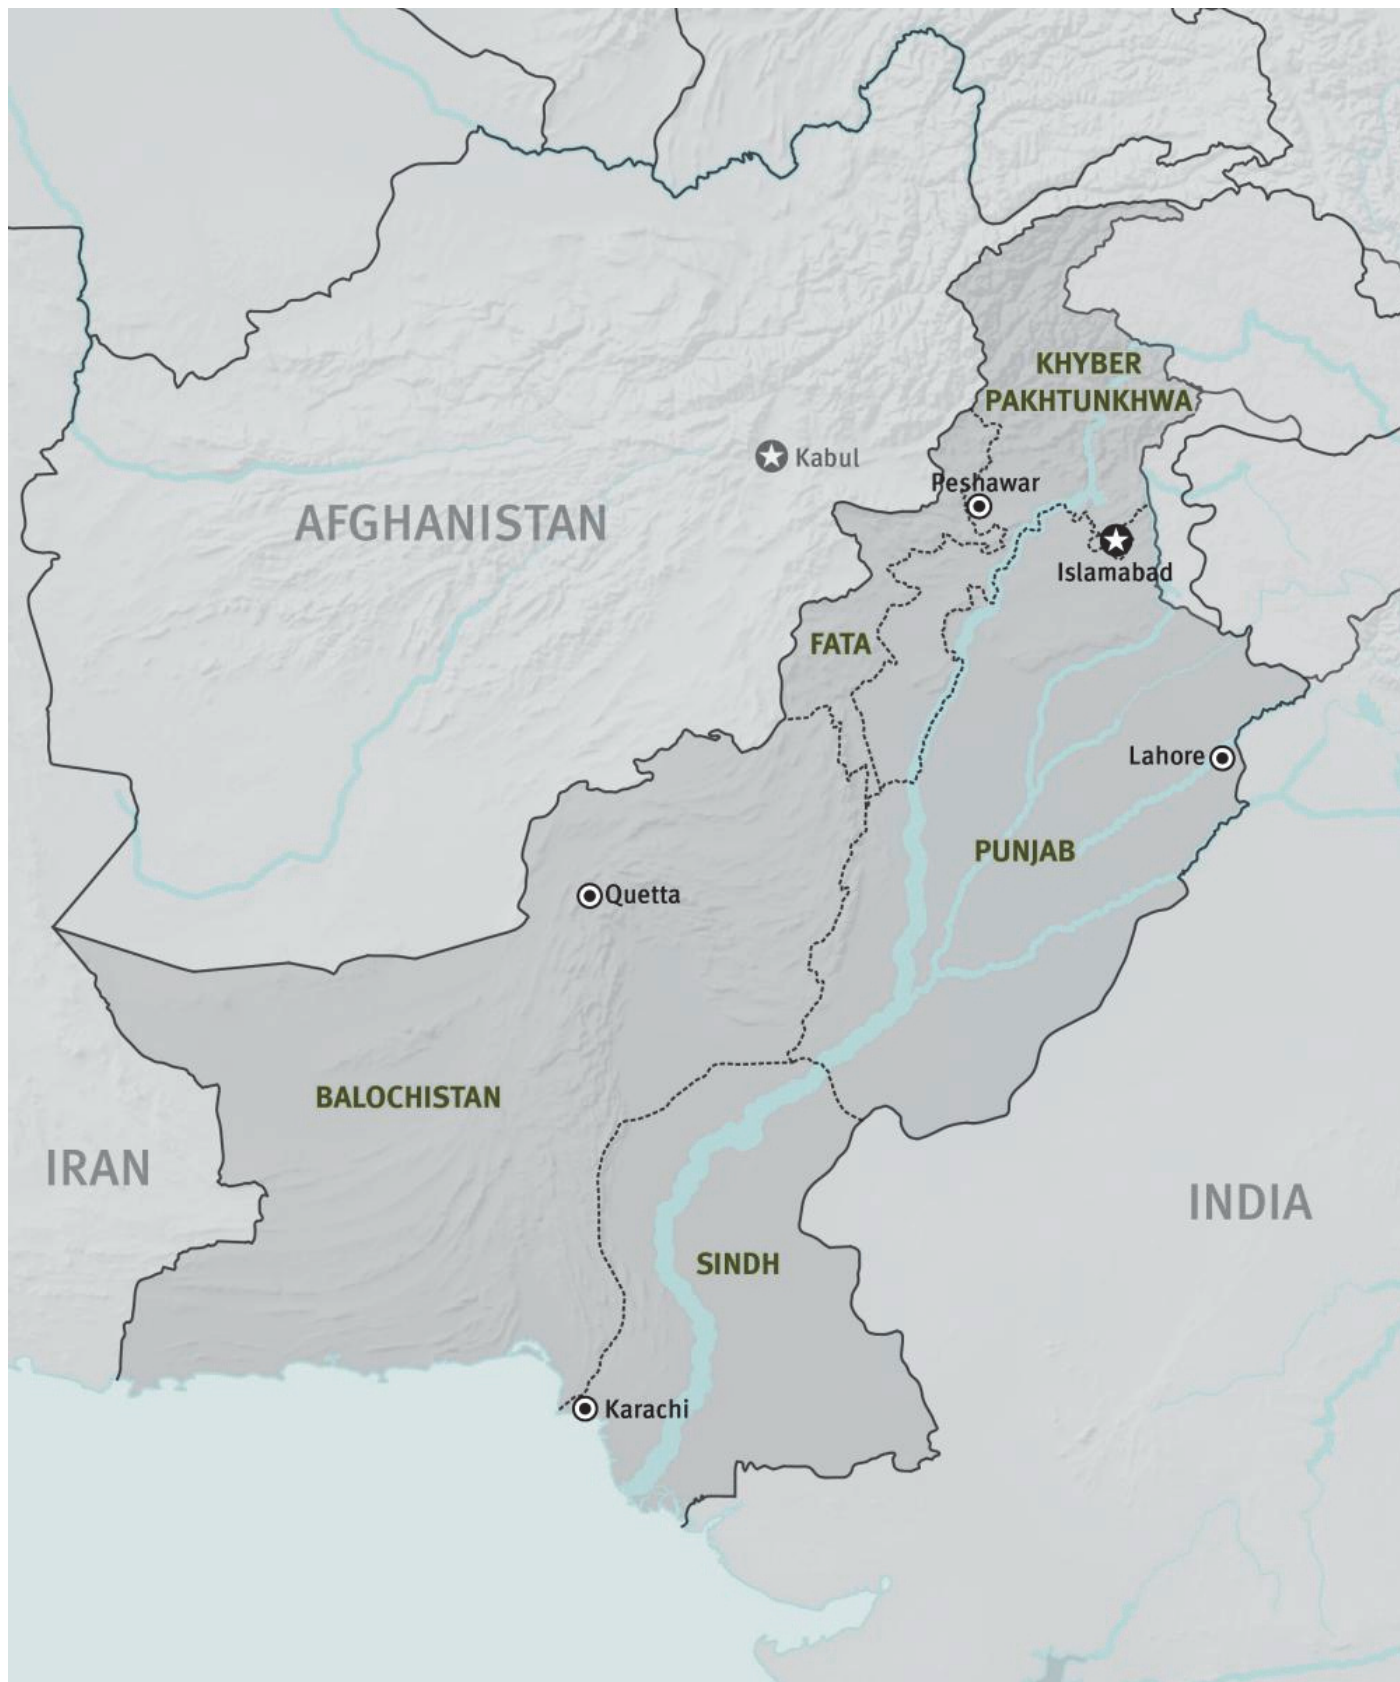 KHYBER
PAKHTUNKHWA
Kabul
Peshawar
AFGHANISTAN
Islamabad
FATA
Lahore
PUNJAB
Quetta
BALOCHISTAN
IRAN
INDIA
SINDH
Karachi